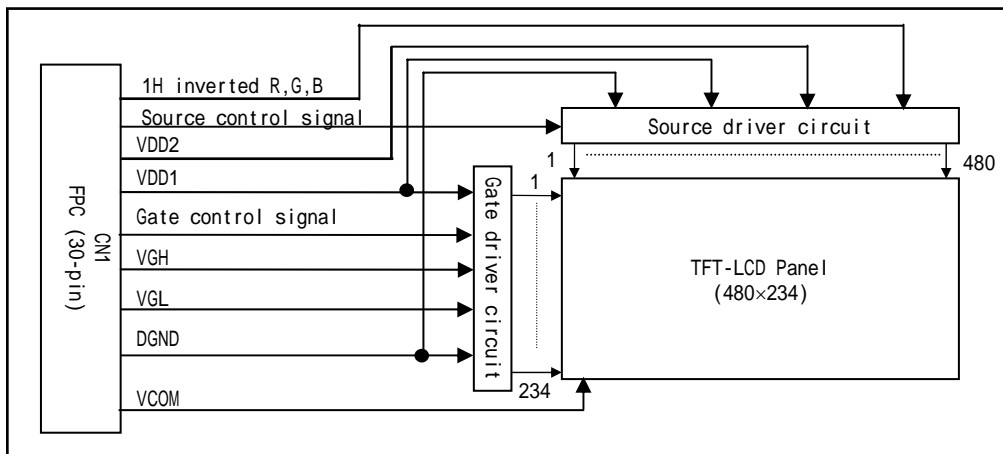 1H inverted R,G,B
Source control signal
VDD2
VDD1
Gate control signal
VGH
VGL
DGND
VCOM
CN1
FPC (30-pin)
Gate driver circuit
Source driver circuit
1
480
1
234
TFT-LCD Panel
(480×234)